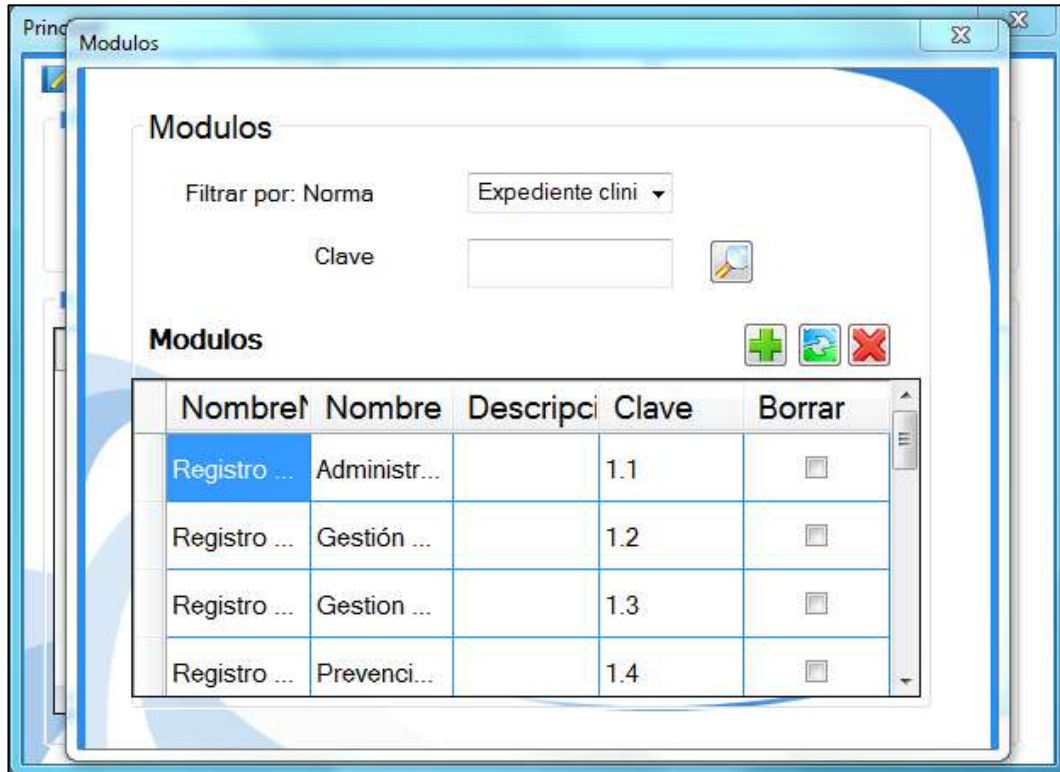 Princ
Modulos
Modulos
Filtrar por: Norma Expediente clini
Clave
Modulos
Nombre Nombre Descripci Clave Borrar
Registro ... Administr... 1.1
Registro ... Gestión ... 1.2
Registro ... Gestion ... 1.3
Registro ... Prevenci... 1.4